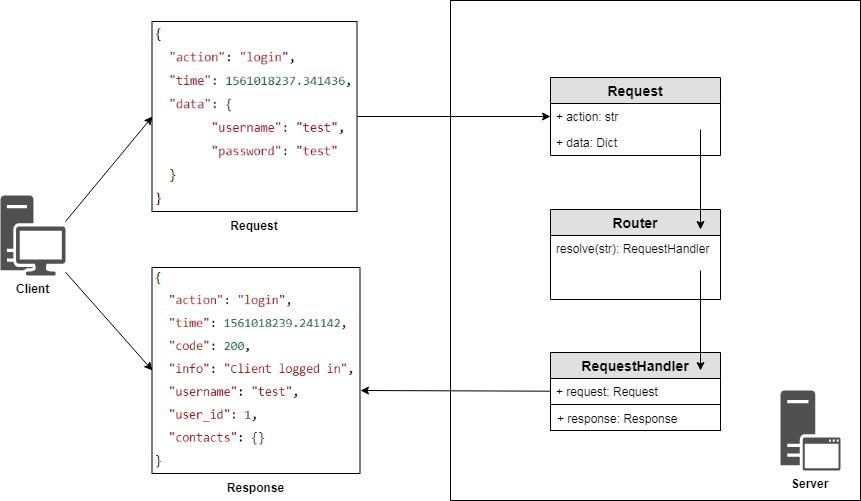 {
"action": "login",
"time": 1561018237.341436,
"data": {
"username": "test",
"password": "test"
}
}
Request
Client
{
"action": "login",
"time": 1561018239.241142,
"code": 200,
"info": "Client logged in",
"username": "test",
"user_id": 1,
"contacts": {}
}
Response
Request
+ action: str
+ data: Dict
Router
resolve(str): RequestHandler
RequestHandler
+ request: Request
+ response: Response
Server